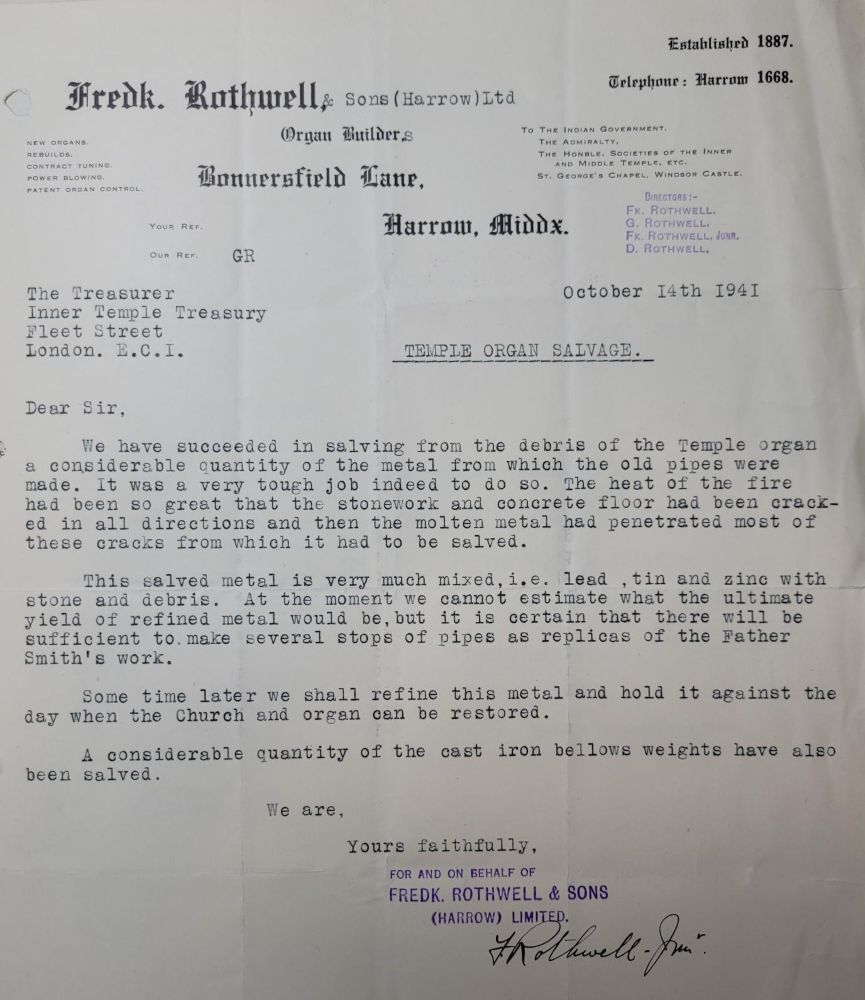 Established 1887.
Telephone: Harrow 1668.
Fredk. Rothwell,& Sons(Harrow)Ltd
Organ Builder,s
Bonnersfield Lane,
Harrow, Middx.
NEW ORGANS.
REBUILDS.
CONTRACT TUNING.
POWER BLOWING.
PATENT ORGAN CONTROL.
TO THE INDIAN GOVERNMENT.
THE ADMIRALTY,
THE HONBLE. SOCIETIES OF THE INNER
AND MIDDLE TEMPLE, ETC.
ST. GEORGE'S CHAPEL, WINDSOR CASTLE.
DIRECTORS:-
FK. ROTHWELL.
G. ROTHWELL.
FK. ROTHWELL, JUNR.
D. ROTHWELL,
YOUR REF.
OUR REF. GR
The Treasurer
Inner Temple Treasury
Fleet Street
London. E.C.I.
October I4th I94I
TEMPLE ORGAN SALVAGE.
Dear Sir,
We have succeeded in salving from the debris of the Temple organ
a considerable quantity of the metal from which the old pipes were
made. It was a very tough job indeed to do so. The heat of the fire
had been so great that the stonework and concrete floor had been crack-
ed in all directions and then the molten metal had penetrated most of
these cracks from which it had to be salved.
This salved metal is very much mixed,i.e. lead ,tin and zinc with
stone and debris. At the moment we cannot estimate what the ultimate
yield of refined metal would be,but it is certain that there will be
sufficient to.make several stops of pipes as replicas of the Father
Smith's work.
Some time later we shall refine this metal and hold it against the
day when the Church and organ can be restored.
A considerable quantity of the cast iron bellows weights have also
been salved.
We are,
Yours faithfully,
FOR AND ON BEHALF OF
FREDK. ROTHWELL & SONS
(HARROW) LIMITED.
F Rothwell-Jnr.